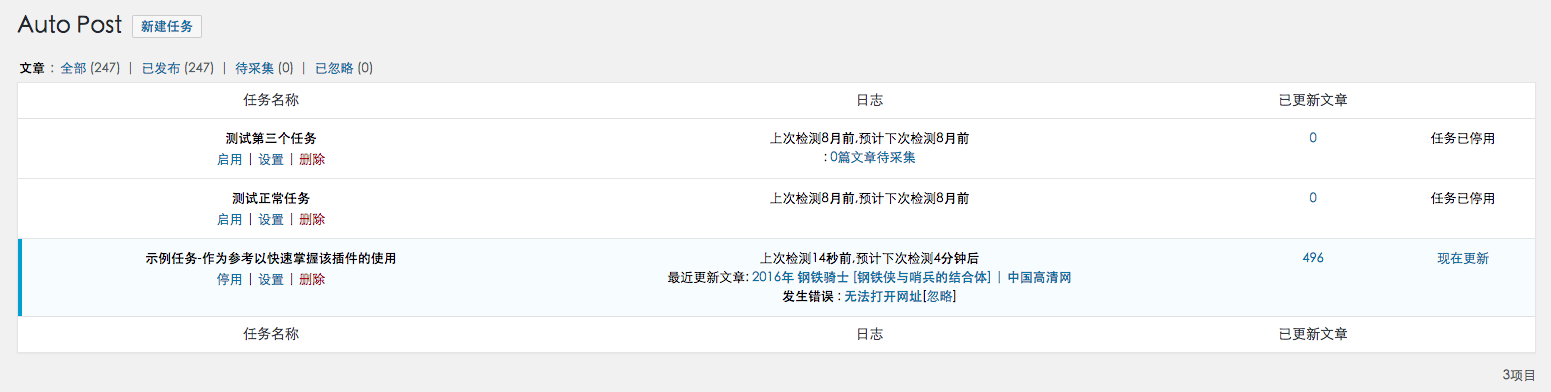 Auto Post 新建任务
文章 : 全部 (247) | 已发布 (247) | 待采集 (0) | 已忽略 (0)
任务名称 日志 已更新文章
测试第三个任务 上次检测8月前,预计下次检测8月前 0 任务已停用
启用 | 设置 | 删除 : 0篇文章待采集
测试正常任务 上次检测8月前,预计下次检测8月前 0 任务已停用
启用 | 设置 | 删除
示例任务-作为参考以快速掌握该插件的使用 上次检测14秒前,预计下次检测4分钟后 496 现在更新
停用 | 设置 | 删除 最近更新文章: 2016年 钢铁骑士 [钢铁侠与哨兵的结合体] | 中国高清网
发生错误 : 无法打开网址[忽略]
任务名称 日志 已更新文章
3项目